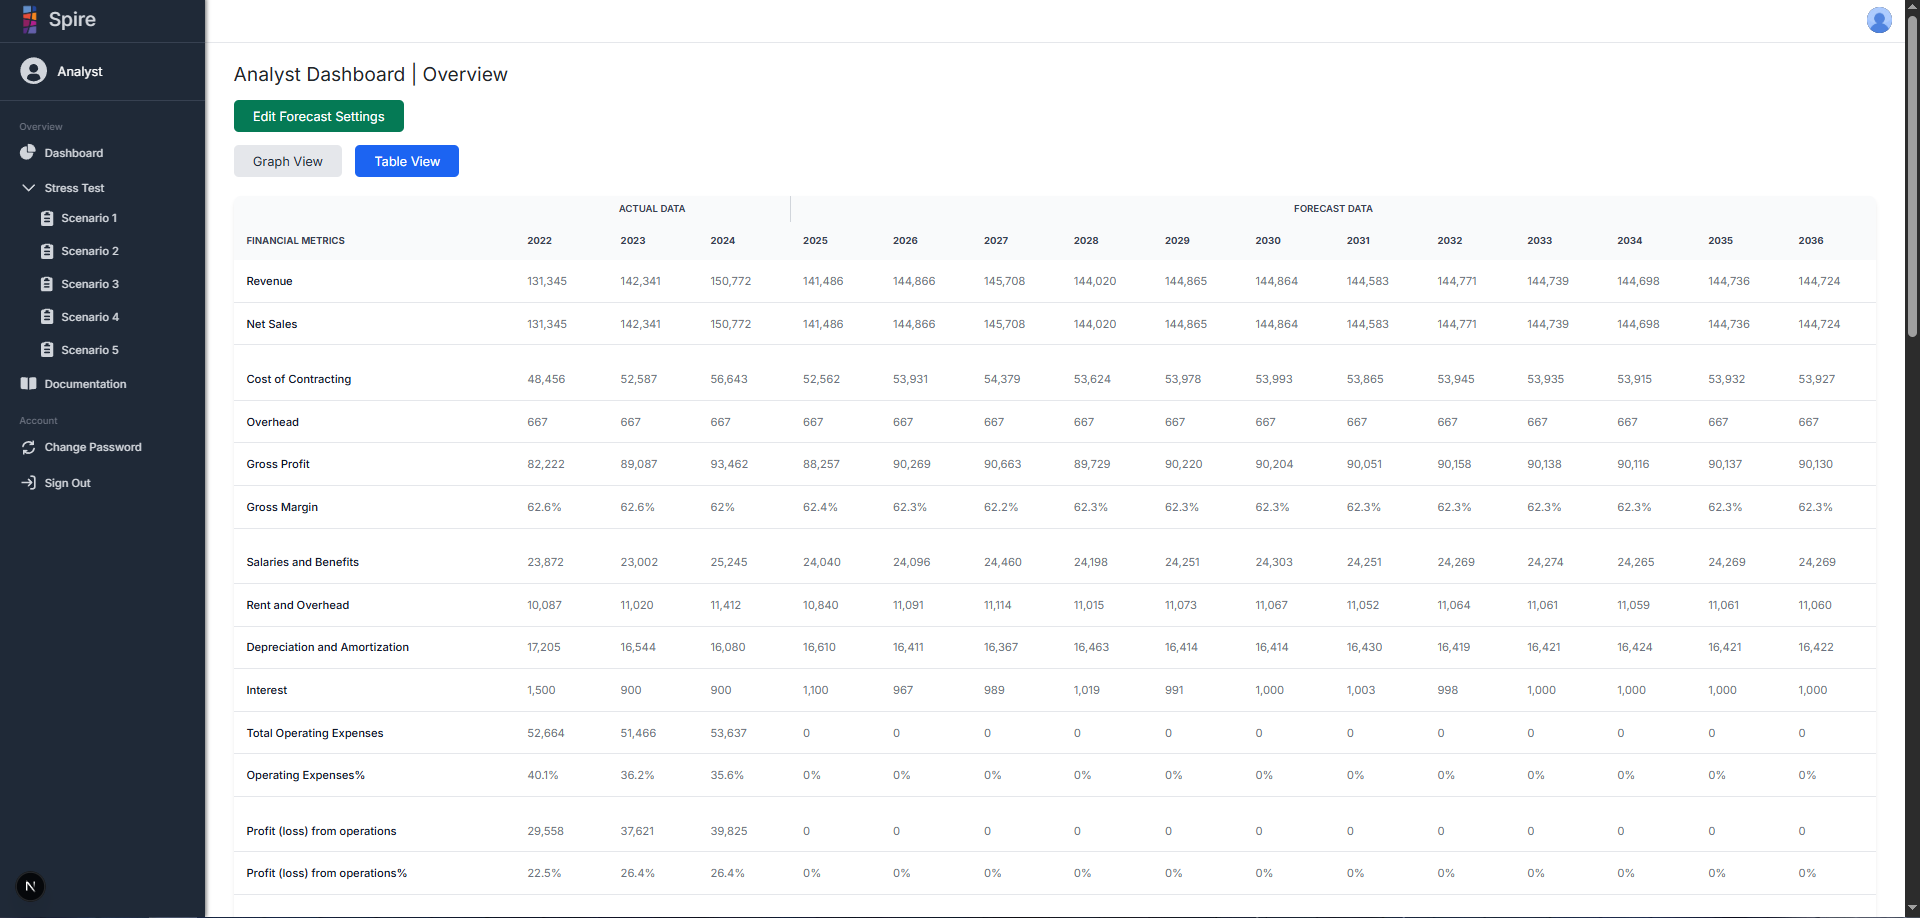 Spire
Analyst
Overview
Dashboard
Stress Test
Scenario 1
Scenario 2
Scenario 3
Scenario 4
Scenario 5
Documentation
Account
Change Password
Sign Out
N
Analyst Dashboard | Overview
Edit Forecast Settings
Graph View Table View
ACTUAL DATA FORECAST DATA
FINANCIAL METRICS 2022 2023 2024 2025 2026 2027 2028 2029 2030 2031 2032 2033 2034 2035 2036
Revenue 131,345 142,341 150,772 141,486 144,866 145,708 144,020 144,865 144,864 144,583 144,771 144,739 144,698 144,736 144,724
Net Sales 131,345 142,341 150,772 141,486 144,866 145,708 144,020 144,865 144,864 144,583 144,771 144,739 144,698 144,736 144,724
Cost of Contracting 48,456 52,587 56,643 52,562 53,931 54,379 53,624 53,978 53,993 53,865 53,945 53,935 53,915 53,932 53,927
Overhead 667 667 667 667 667 667 667 667 667 667 667 667 667 667 667
Gross Profit 82,222 89,087 93,462 88,257 90,269 90,663 89,729 90,220 90,204 90,051 90,158 90,138 90,116 90,137 90,130
Gross Margin 62.6% 62.6% 62% 62.4% 62.3% 62.2% 62.3% 62.3% 62.3% 62.3% 62.3% 62.3% 62.3% 62.3% 62.3%
Salaries and Benefits 23,872 23,002 25,245 24,040 24,096 24,460 24,198 24,251 24,303 24,251 24,269 24,274 24,265 24,269 24,269
Rent and Overhead 10,087 11,020 11,412 10,840 11,091 11,114 11,015 11,073 11,067 11,052 11,064 11,061 11,059 11,061 11,060
Depreciation and Amortization 17,205 16,544 16,080 16,610 16,411 16,367 16,463 16,414 16,414 16,430 16,419 16,421 16,424 16,421 16,422
Interest 1,500 900 900 1,100 967 989 1,019 991 1,000 1,003 998 1,000 1,000 1,000 1,000
Total Operating Expenses 52,664 51,466 53,637 0 0 0 0 0 0 0 0 0 0 0 0
Operating Expenses% 40.1% 36.2% 35.6% 0% 0% 0% 0% 0% 0% 0% 0% 0% 0% 0% 0%
Profit (loss) from operations 29,558 37,621 39,825 0 0 0 0 0 0 0 0 0 0 0 0
Profit (loss) from operations% 22.5% 26.4% 26.4% 0% 0% 0% 0% 0% 0% 0% 0% 0% 0% 0% 0%